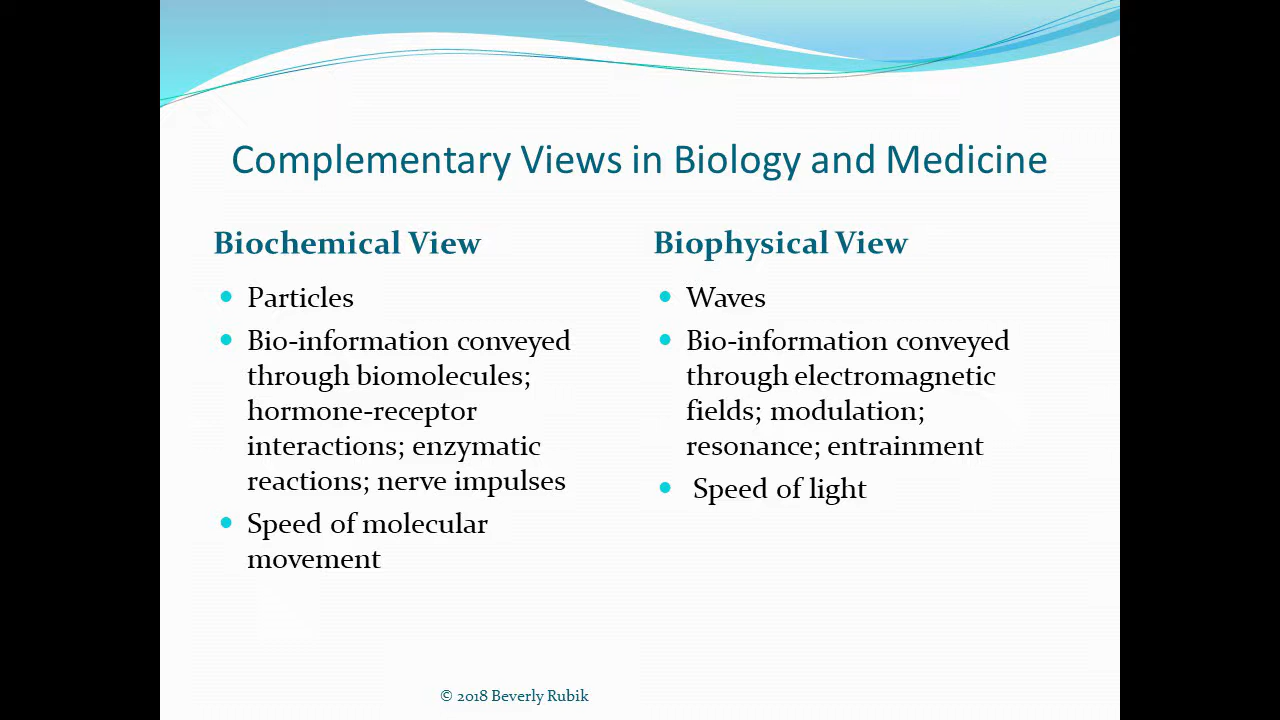 Complementary Views in Biology and Medicine
Biochemical View
• Particles
• Bio-information conveyed
through biomolecules;
hormone-receptor
interactions; enzymatic
reactions; nerve impulses
• Speed of molecular
movement
Biophysical View
• Waves
• Bio-information conveyed
through electromagnetic
fields; modulation;
resonance; entrainment
• Speed of light
© 2018 Beverly Rubik